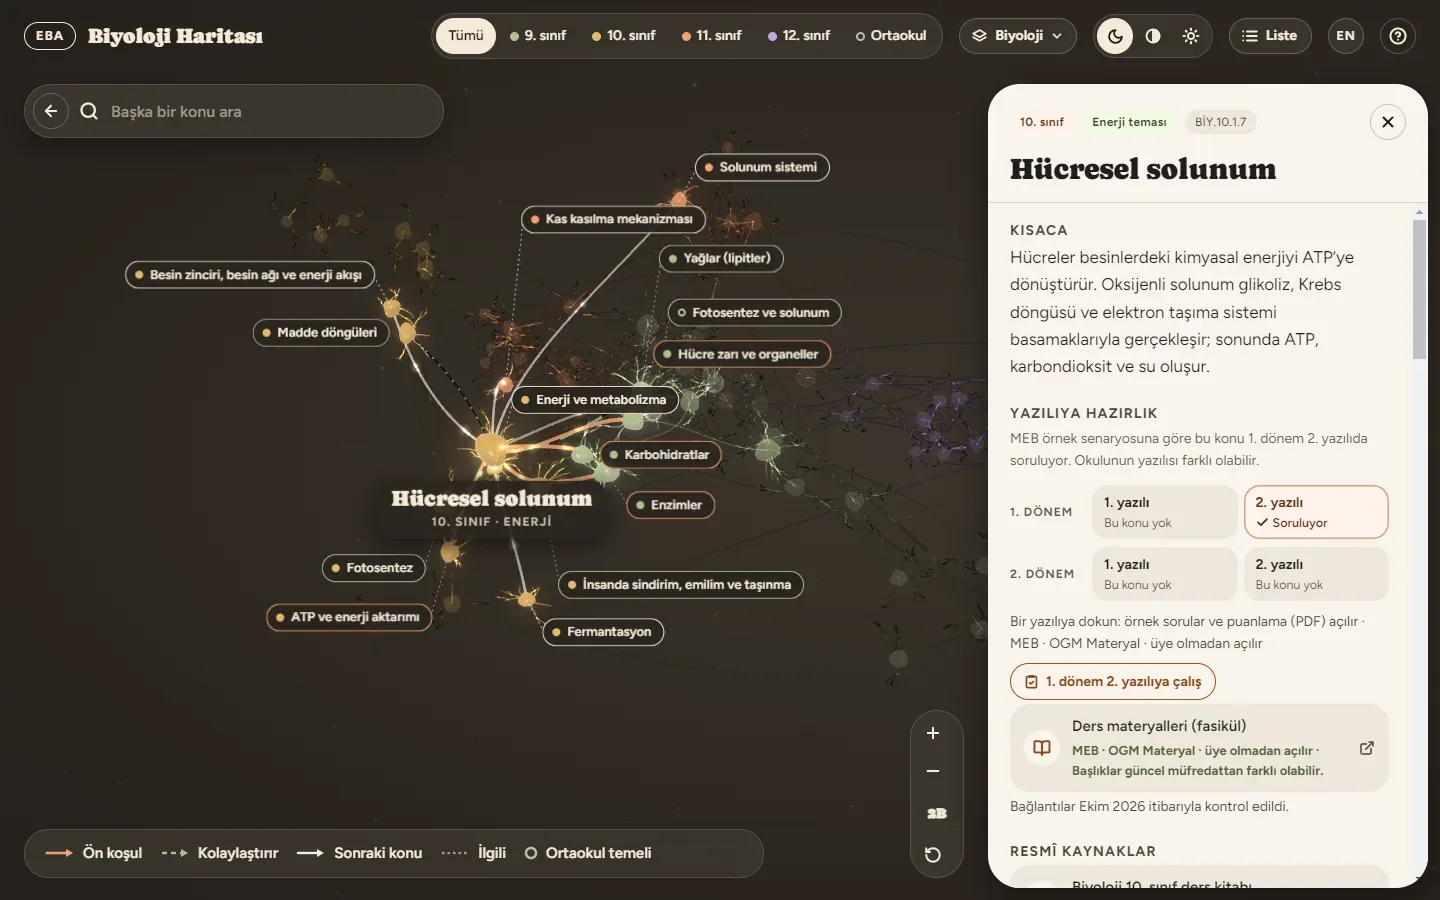 EBA
Biyoloji Haritası
Tümü
9. sınıf
10. sınıf
11. sınıf
12. sınıf
Ortaokul
Biyoloji
Liste
EN
Başka bir konu ara
Solunum sistemi
Kas kasılma mekanizması
Yağlar (lipitler)
Besin zinciri, besin ağı ve enerji akışı
Fotosentez ve solunum
Madde döngüleri
Hücre zarı ve organeller
Enerji ve metabolizma
Karbohidratlar
Hücresel solunum
10. SINIF · ENERJİ
Enzimler
Fotosentez
İnsanda sindirim, emilim ve taşınma
ATP ve enerji aktarımı
Fermantasyon
2B
Ön koşul
Kolaylaştırır
Sonraki konu
İlgili
Ortaokul temeli
10. sınıf
Enerji teması
BİY.10.1.7
Hücresel solunum
KISACA
Hücreler besinlerdeki kimyasal enerjiyi ATP'ye
dönüştürür. Oksijenli solunum glikoliz, Krebs
döngüsü ve elektron taşıma sistemi
basamaklarıyla gerçekleşir; sonunda ATP,
karbondioksit ve su oluşur.
YAZILIYA HAZIRLIK
MEB örnek senaryosuna göre bu konu 1. dönem 2. yazılıda
soruluyor. Okulunun yazılısı farklı olabilir.
1. DÖNEM
1. yazılı
Bu konu yok
2. yazılı
Soruluyor
2. DÖNEM
1. yazılı
Bu konu yok
2. yazılı
Bu konu yok
Bir yazılıya dokun: örnek sorular ve puanlama (PDF) açılır ·
MEB · OGM Materyal · üye olmadan açılır
1. dönem 2. yazılıya çalış
Ders materyalleri (fasikül)
MEB · OGM Materyal · üye olmadan açılır ·
Başlıklar güncel müfredattan farklı olabilir.
Bağlantılar Ekim 2026 itibarıyla kontrol edildi.
RESMÎ KAYNAKLAR
Biyoloji 10. sınıf ders kitabı